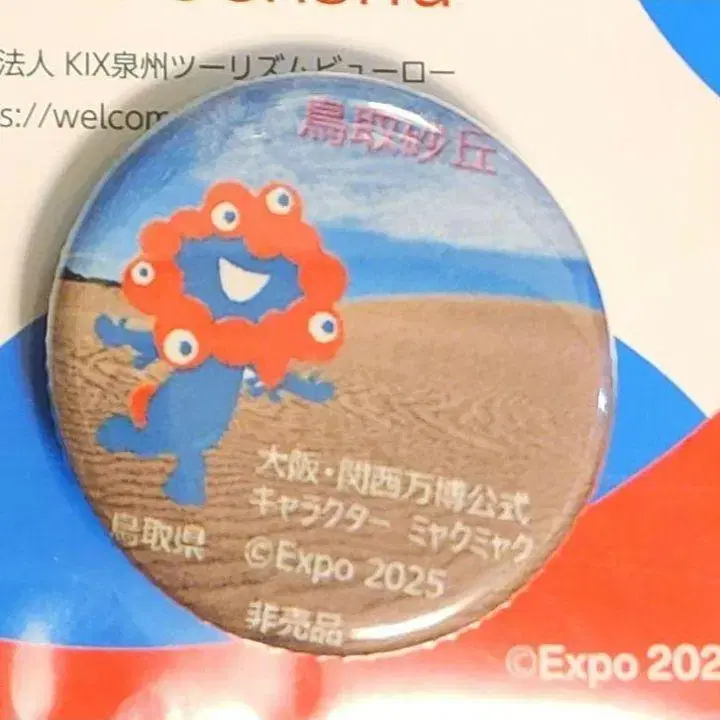 法人 KIX泉州ツーリズムビューロー
s://welcom
鳥取砂丘
大阪・関西万博公式
キャラクター ミャクミャク
鳥取県 ©Expo 2025
非売品
©Expo 202